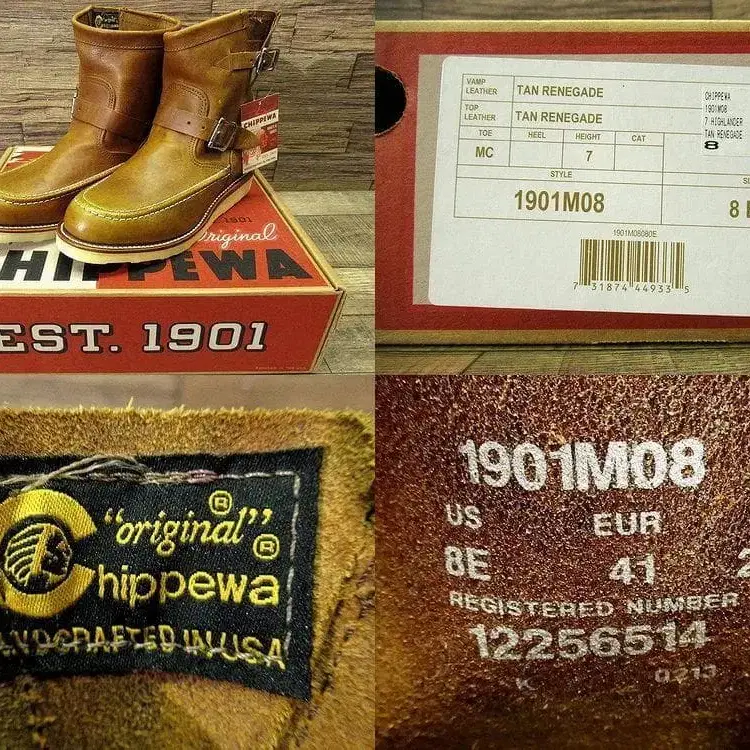 CHIPPEWA
1901
Original
CHIPPEWA
EST. 1901
VAMP LEATHER TAN RENEGADE
TOP LEATHER TAN RENEGADE
TOE HEEL HEIGHT CAT
MC 7
STYLE
1901M08 8
CHIPPEWA
1901M08
7 HIGHLANDER
TAN RENEGADE
8
1901M08080E
7 31874 44933 5
"original" ®
Chippewa ®
HANDCRAFTED IN USA
1901M08
US EUR
8E 41 2
REGISTERED NUMBER
12256514
K 0213